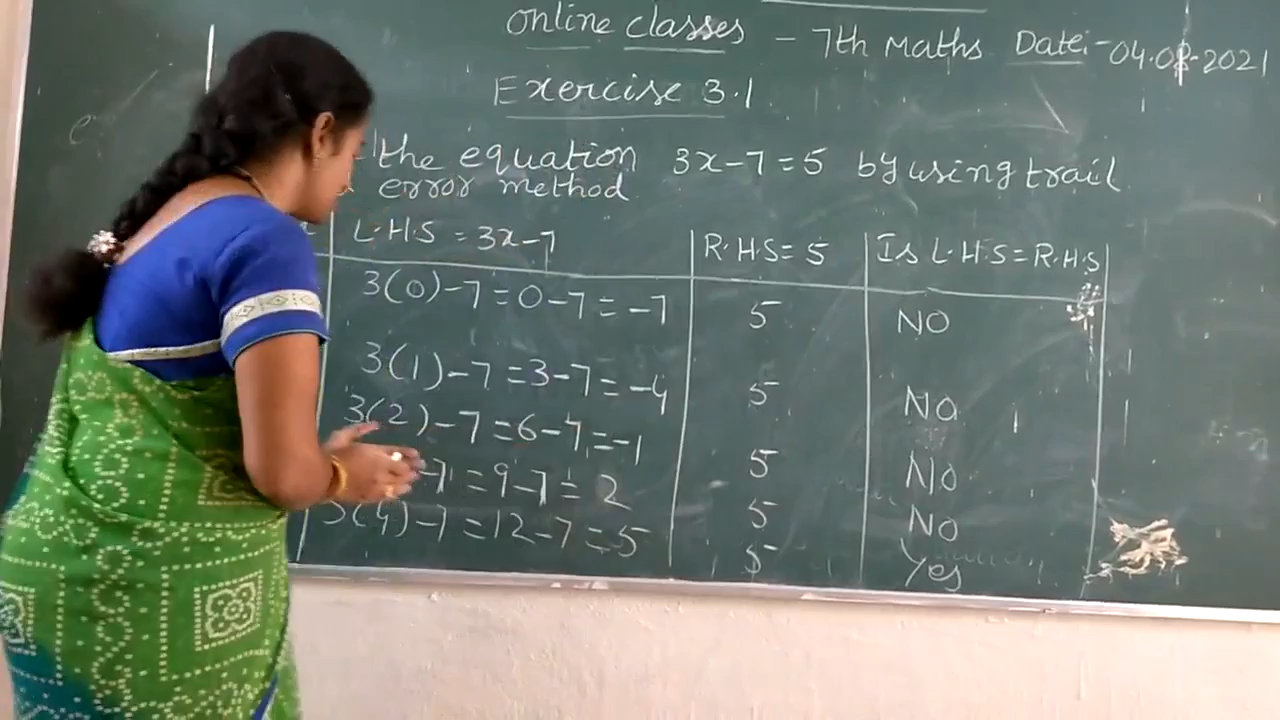 Online classes - 7th Maths Date:- 04.08-2021
Exercise 3.1
the equation 3x-7=5 by using trail
error method
L.H.S = 3x-7 R.H.S = 5 Is L.H.S = R.H.S
3(0)-7=0-7=-7 5 NO
3(1)-7=3-7=-4 5 No
3(2)-7=6-7=-1 5 No
-7=9-7=2 5 No
3(4)-7=12-7=5 5 Yes